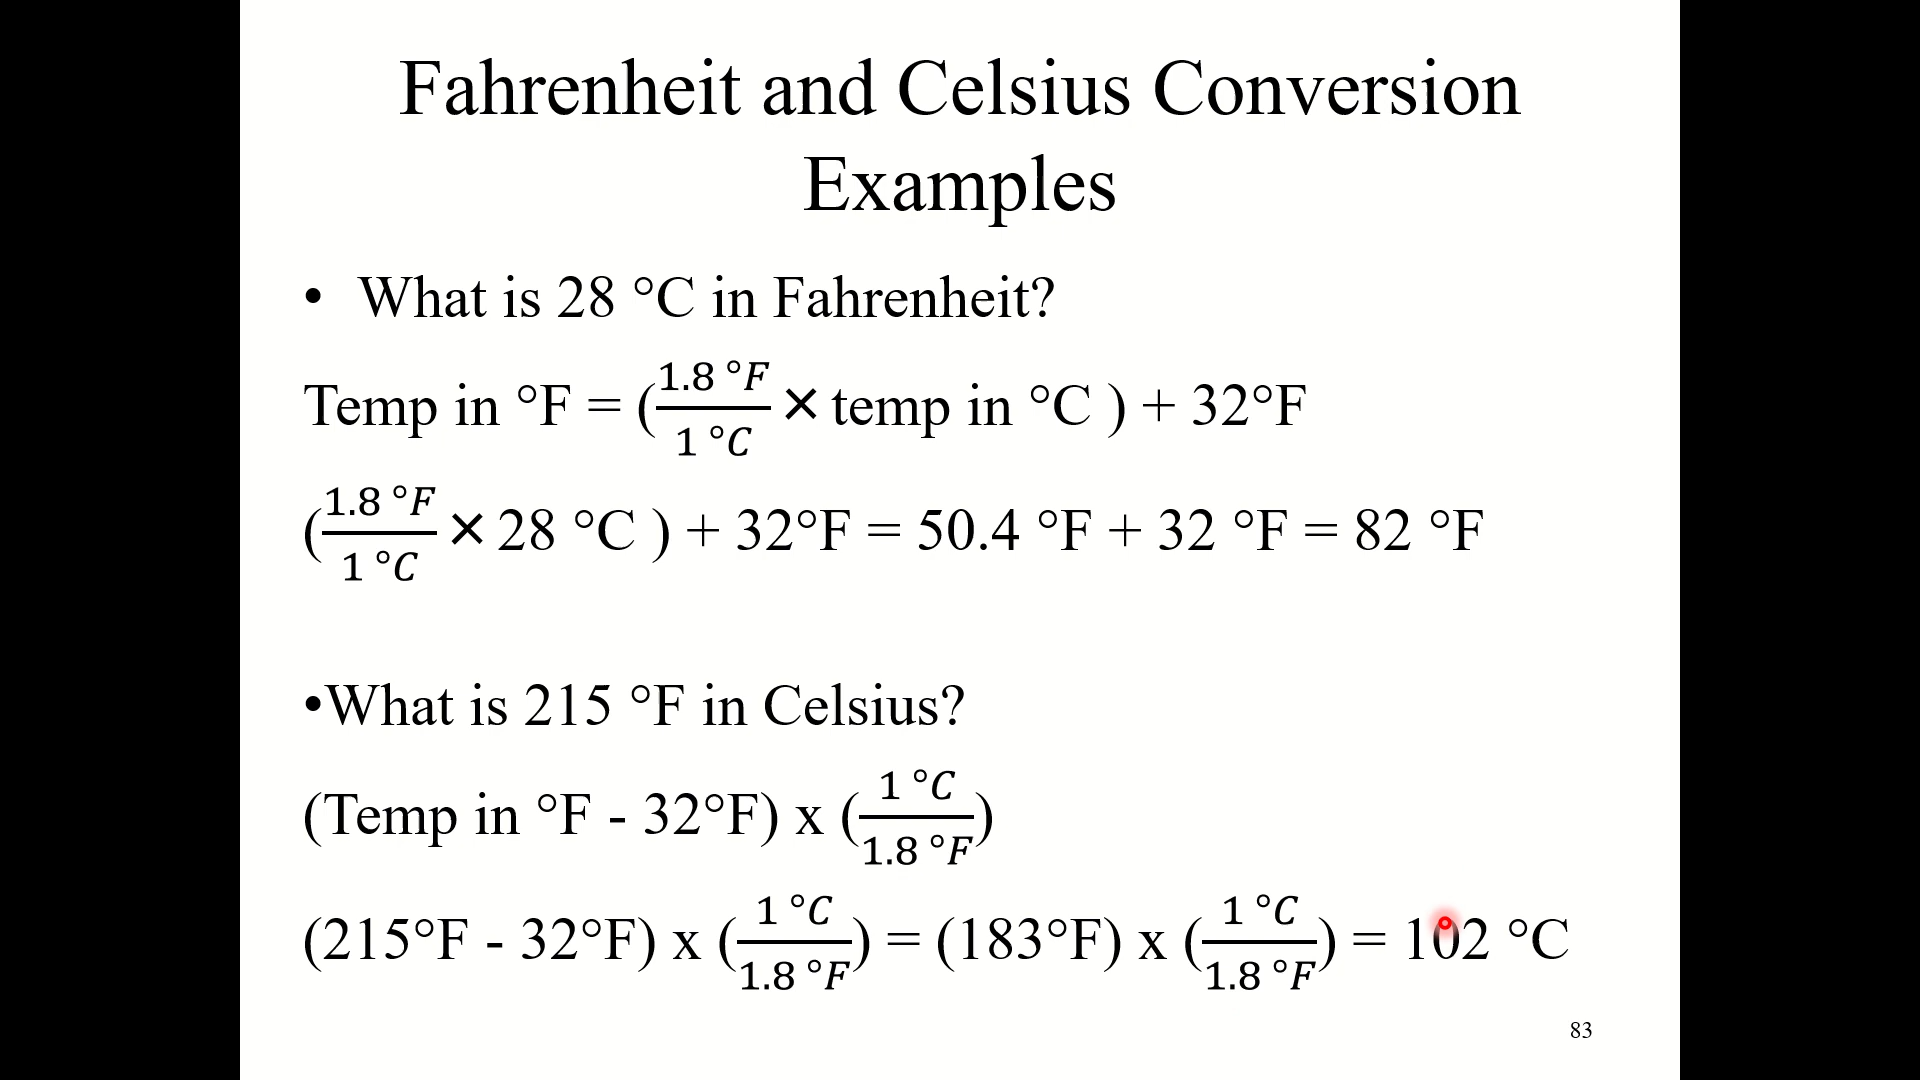 Fahrenheit and Celsius Conversion
Examples
• What is 28 °C in Fahrenheit?
Temp in °F = (1.8 °F / 1 °C × temp in °C ) + 32°F
(1.8 °F / 1 °C × 28 °C ) + 32°F = 50.4 °F + 32 °F = 82 °F
•What is 215 °F in Celsius?
(Temp in °F - 32°F) x (1 °C / 1.8 °F)
(215°F - 32°F) x (1 °C / 1.8 °F) = (183°F) x (1 °C / 1.8 °F) = 102 °C
83